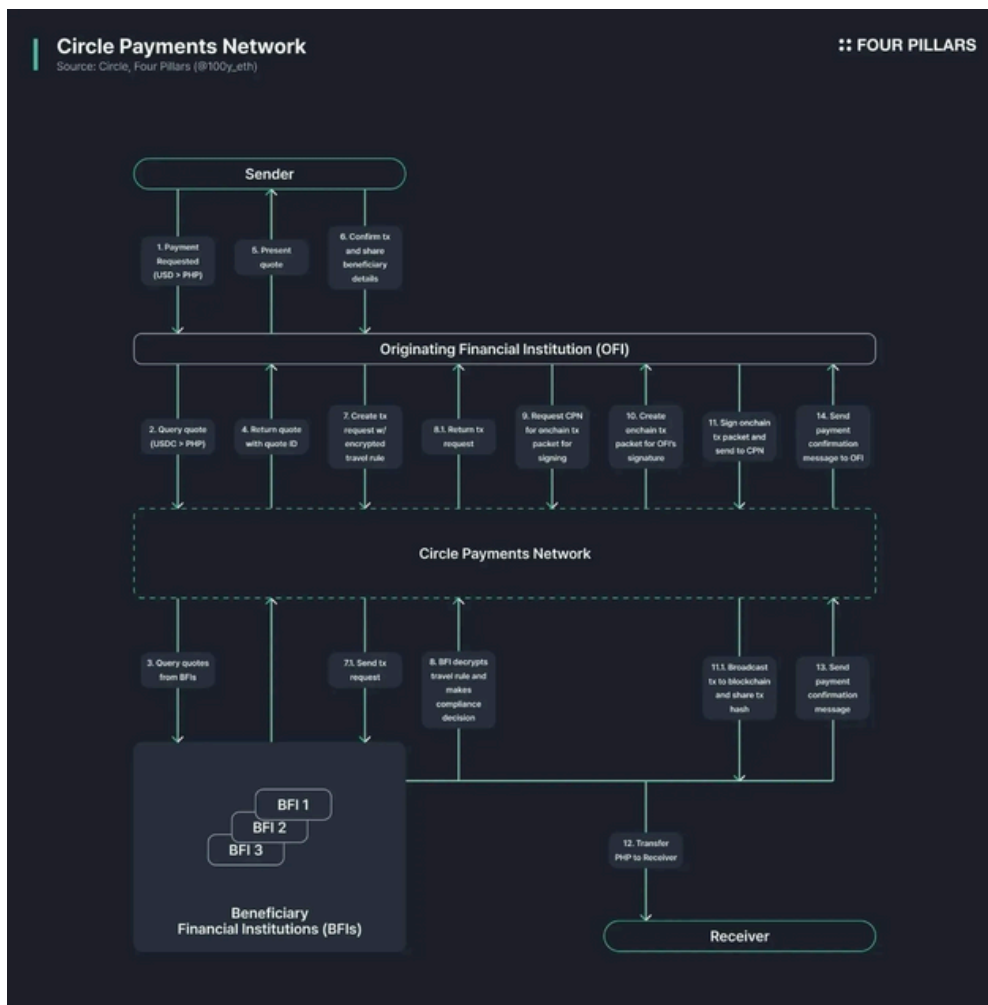 Circle Payments Network
Source: Circle, Four Pillars (@100y_eth)
FOUR PILLARS
Sender
1. Payment
Requested
(USD > PHP)
5. Present
quote
6. Confirm tx
and share
beneficiary
details
Originating Financial Institution (OFI)
2. Query quote
(USDC > PHP)
4. Return quote
with quote ID
7. Create tx
request w/
encrypted
travel rule
8.1. Return tx
request
9. Request CPN
for onchain tx
packet for
signing
10. Create
onchain tx
packet for OFI's
signature
11. Sign onchain
tx packet and
send to CPN
14. Send
payment
confirmation
message to OFI
Circle Payments Network
3. Query quotes
from BFIs
7.1. Send tx
request
8. BFI decrypts
travel rule and
makes
compliance
decision
11.1. Broadcast
tx to blockchain
and share tx
hash
13. Send
payment
confirmation
message
BFI 1
BFI 2
BFI 3
Beneficiary
Financial Institutions (BFIs)
12. Transfer
PHP to Receiver
Receiver